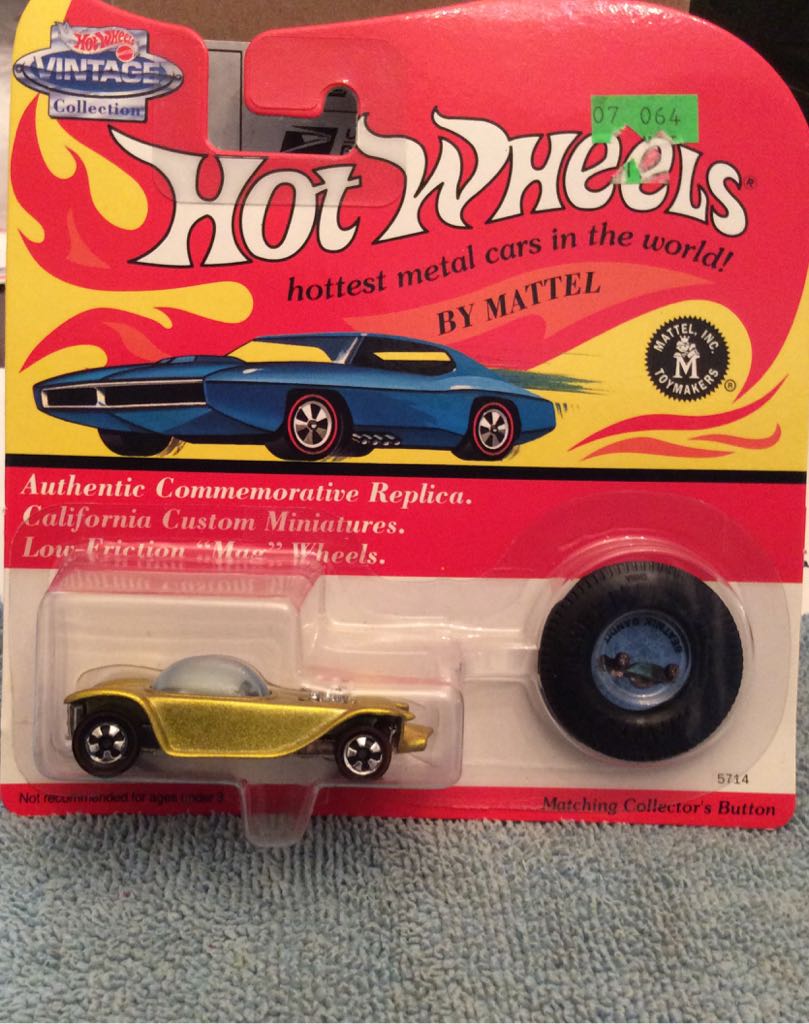 Hot Wheels
VINTAGE
Collection
07 064
Hot Wheels®
hottest metal cars in the world!
BY MATTEL
MATTEL, INC.
M
TOYMAKERS
®
Authentic Commemorative Replica.
California Custom Miniatures.
Low-Friction "Mag" Wheels.
BEATNIK BANDIT
5714
Not recommended for ages under 3.
Matching Collector's Button